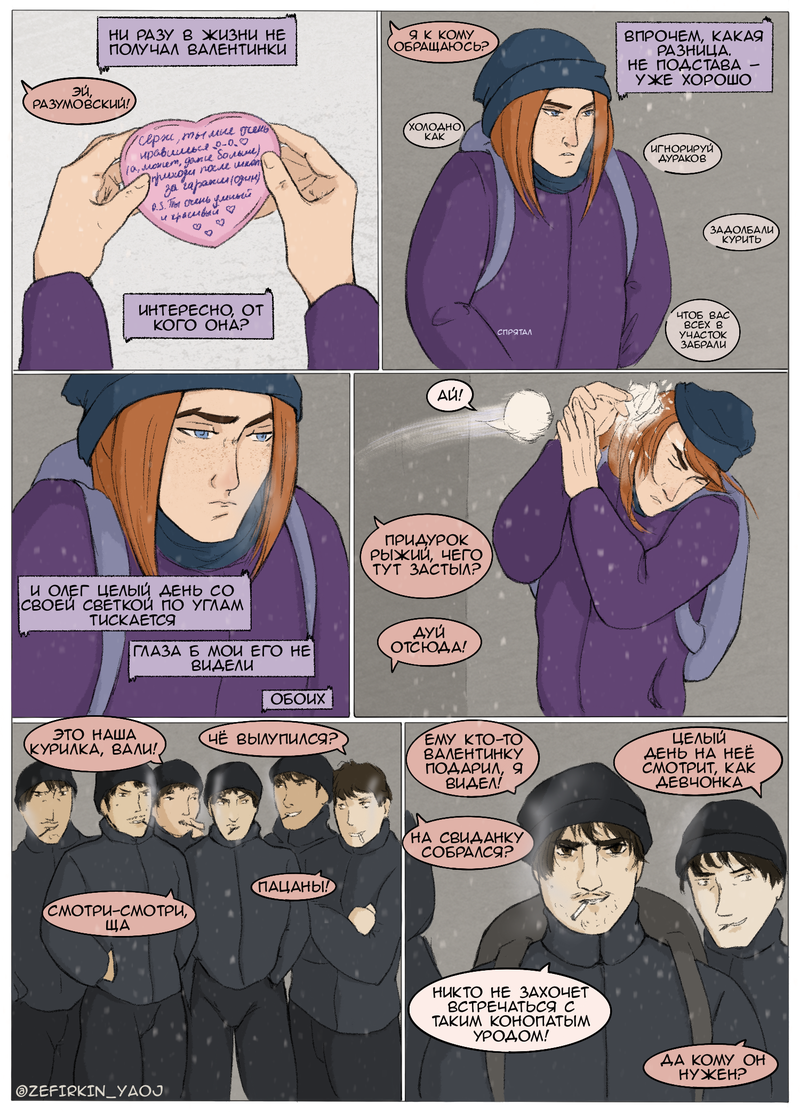 НИ РАЗУ В ЖИЗНИ НЕ
ПОЛУЧАЛ ВАЛЕНТИНКИ
ЭЙ,
РАЗУМОВСКИЙ!
Серж, ты мне очень
нравишься ♡
(а, может, даже больше)
приходи после школы
за гаражи (один)
P.S. Ты очень умный
и красивый ♡
♡ ♡ ♡
ИНТЕРЕСНО, ОТ
КОГО ОНА?
Я К КОМУ
ОБРАЩАЮСЬ?
ВПРОЧЕМ, КАКАЯ
РАЗНИЦА.
НЕ ПОДСТАВА –
УЖЕ ХОРОШО
ХОЛОДНО
КАК
ИГНОРИРУЙ
ДУРАКОВ
ЗАДОЛБАЛИ
КУРИТЬ
ЧТОБ ВАС
ВСЕХ В
УЧАСТОК
ЗАБРАЛИ
СПРЯТАЛ
И ОЛЕГ ЦЕЛЫЙ ДЕНЬ СО
СВОЕЙ СВЕТКОЙ ПО УГЛАМ
ТИСКАЕТСЯ
ГЛАЗА Б МОИ ЕГО НЕ
ВИДЕЛИ
ОБОИХ
АЙ!
ПРИДУРОК
РЫЖИЙ, ЧЕГО
ТУТ ЗАСТЫЛ?
ДУЙ
ОТСЮДА!
ЭТО НАША
КУРИЛКА, ВАЛИ!
ЧЁ ВЫЛУПИЛСЯ?
ПАЦАНЫ!
СМОТРИ-СМОТРИ,
ЩА
@ZEFIRKIN_YAOJ
ЕМУ КТО-ТО
ВАЛЕНТИНКУ
ПОДАРИЛ, Я
ВИДЕЛ!
ЦЕЛЫЙ
ДЕНЬ НА НЕЁ
СМОТРИТ, КАК
ДЕВЧОНКА
НА СВИДАНКУ
СОБРАЛСЯ?
НИКТО НЕ ЗАХОЧЕТ
ВСТРЕЧАТЬСЯ С
ТАКИМ КОНОПАТЫМ
УРОДОМ!
ДА КОМУ ОН
НУЖЕН?